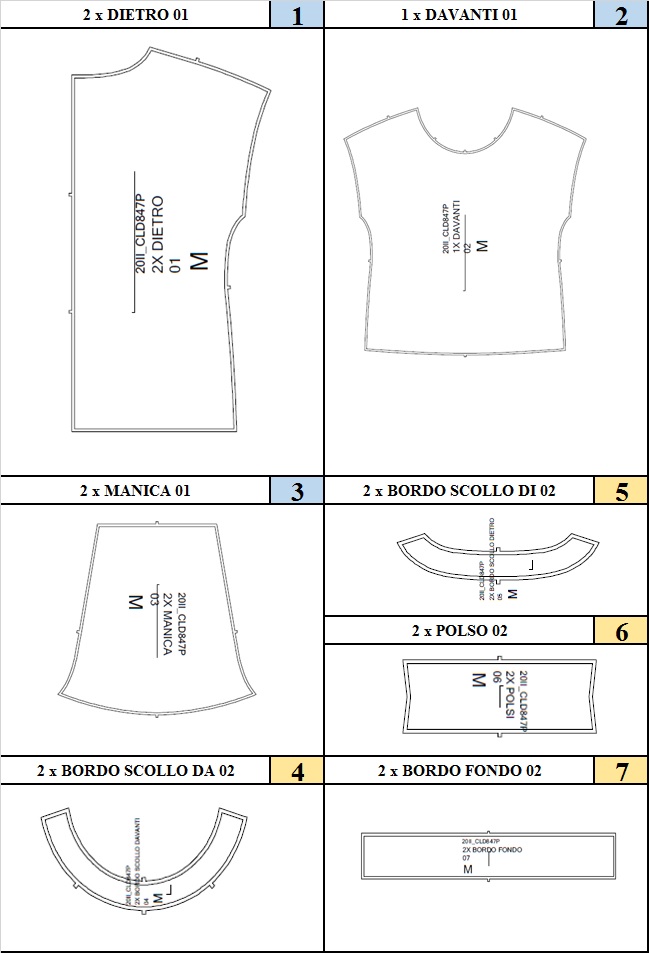 2 x DIETRO 01
1
1 x DAVANTI 01
2
20II_CLD847P
2X DIETRO
01
M
20II_CLD847P
1X DAVANTI
02
M
2 x MANICA 01
3
20II_CLD847P
2X MANICA
03
M
2 x BORDO SCOLLO DI 02
5
20II_CLD847P
2X BORDO SCOLLO DIETRO
05
M
2 x POLSO 02
6
20II_CLD847P
2X POLSI
06
M
2 x BORDO SCOLLO DA 02
4
20II_CLD847P
2X BORDO SCOLLO DAVANTI
04
M
2 x BORDO FONDO 02
7
20II_CLD847P
2X BORDO FONDO
07
M